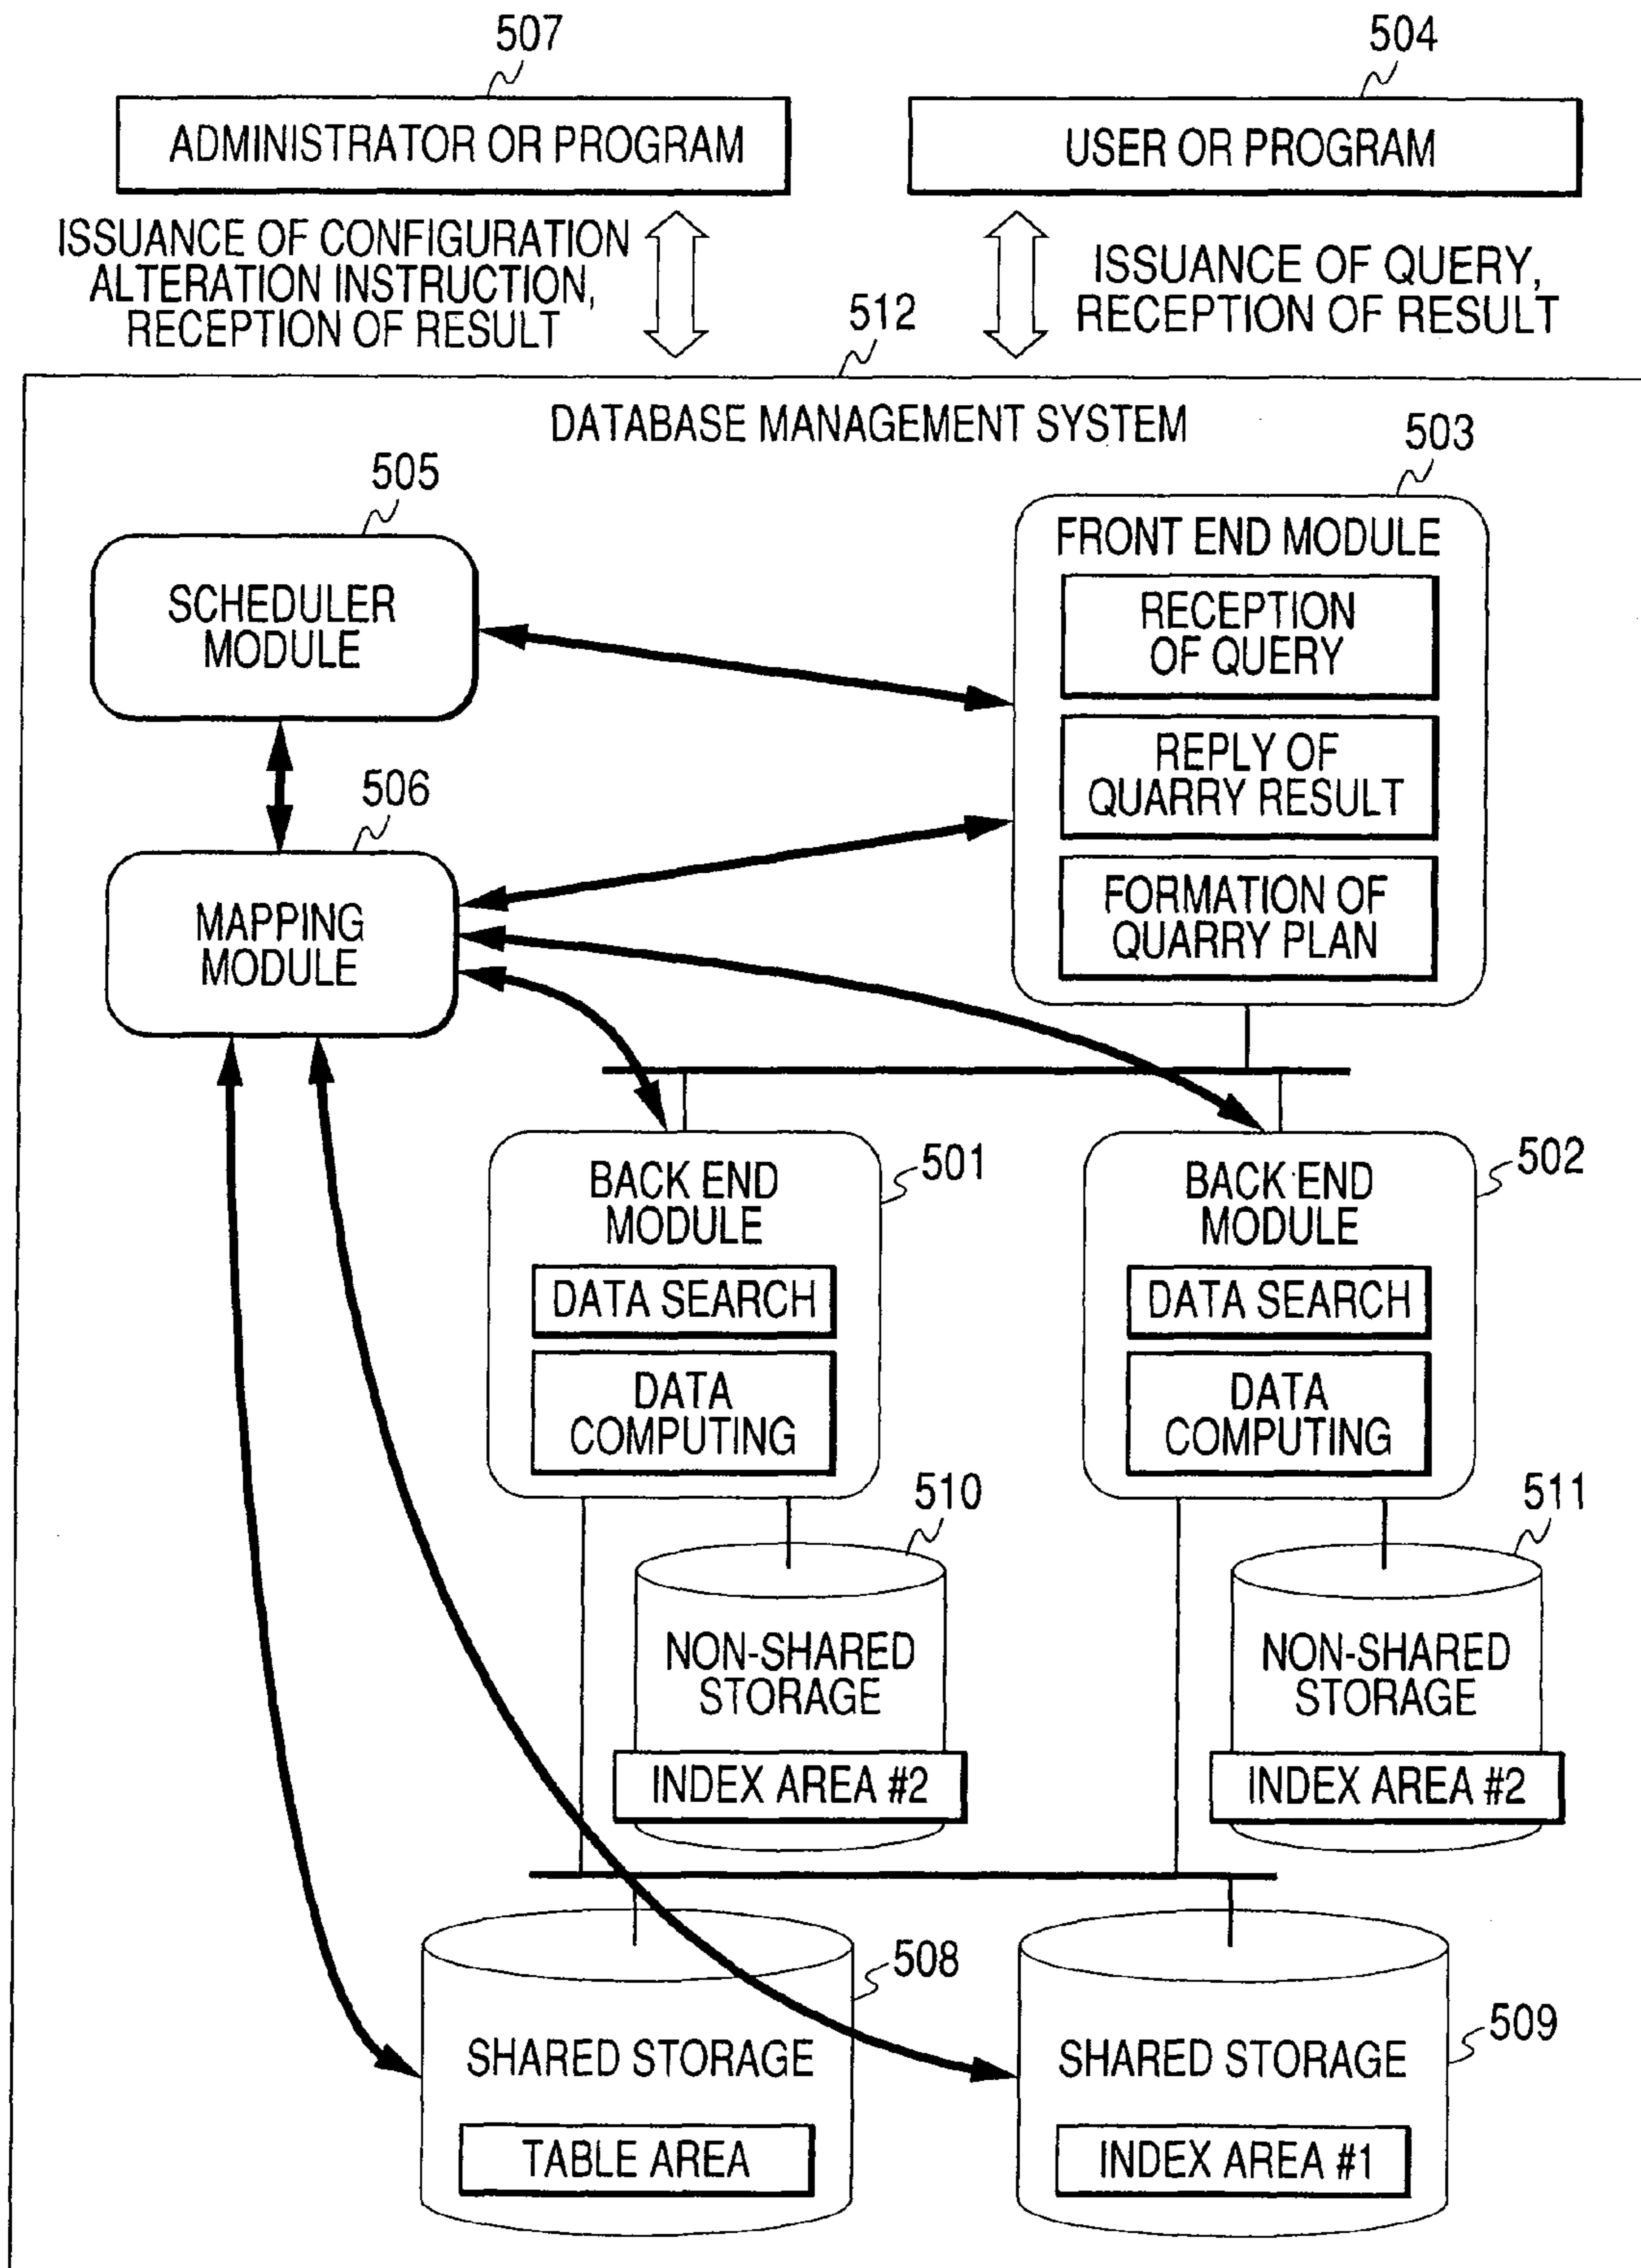 507
504
ADMINISTRATOR OR PROGRAM
USER OR PROGRAM
ISSUANCE OF CONFIGURATION
ALTERATION INSTRUCTION,
RECEPTION OF RESULT
ISSUANCE OF QUERY,
RECEPTION OF RESULT
512
DATABASE MANAGEMENT SYSTEM
503
505
FRONT END MODULE
SCHEDULER
MODULE
RECEPTION
OF QUERY
REPLY OF
QUARRY RESULT
506
FORMATION OF
QUARRY PLAN
MAPPING
MODULE
501
BACK END
MODULE
DATA SEARCH
DATA
COMPUTING
502
BACK END
MODULE
DATA SEARCH
DATA
COMPUTING
510
NON-SHARED
STORAGE
INDEX AREA #2
511
NON-SHARED
STORAGE
INDEX AREA #2
508
SHARED STORAGE
TABLE AREA
509
SHARED STORAGE
INDEX AREA #1